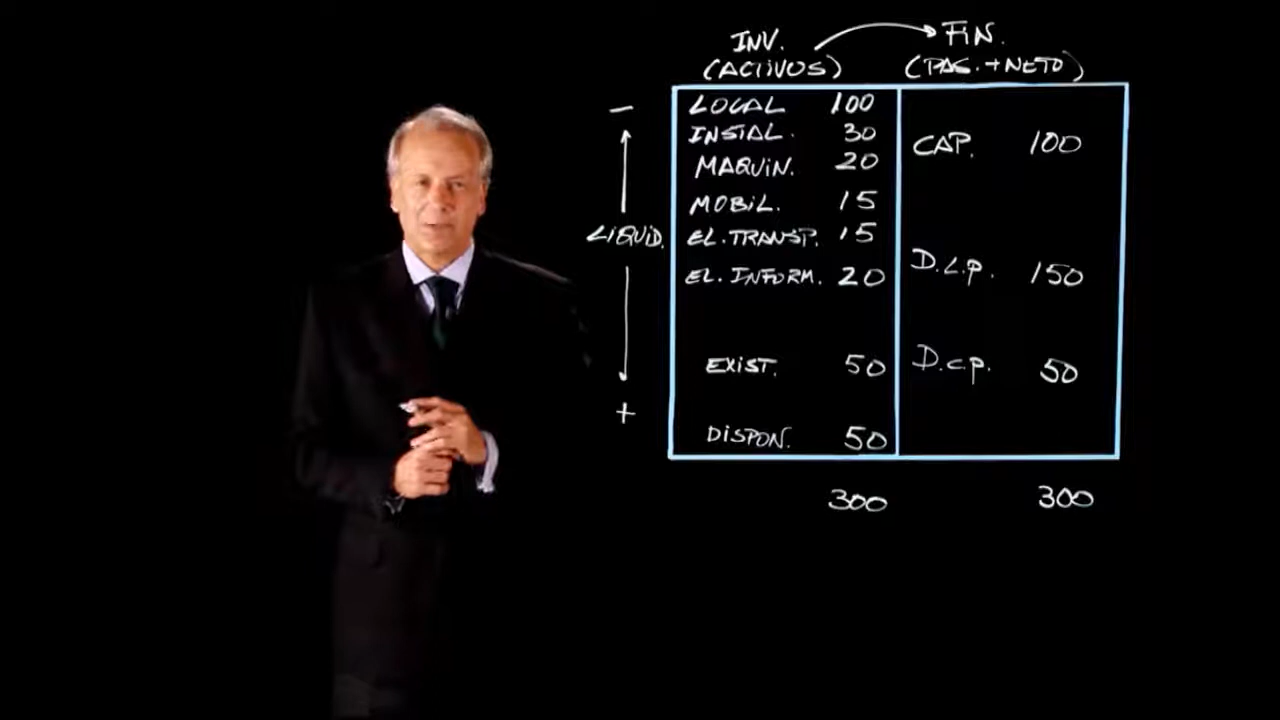 INV. FIN.
(ACTIVOS) (PAS.+NETO)
- LOCAL 100
INSTAL. 30
CAP. 100
MAQUIN. 20
MOBIL. 15
LIQUID. EL.TRANSP. 15
D.L.P. 150
EL. INFORM. 20
EXIST. 50 D.C.P. 50
+
DISPON. 50
300 300